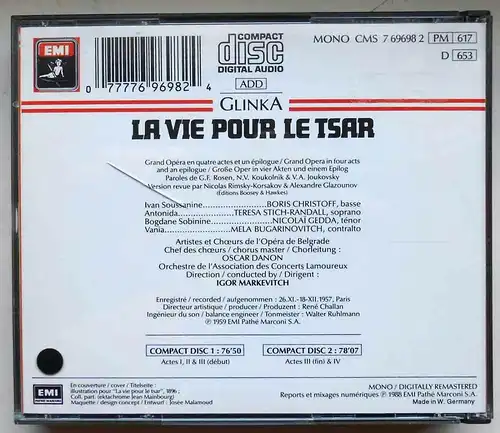 EMI
0 77776 96982 4
COMPACT
disc
DIGITAL AUDIO
MONO CMS 7 69698 2 PM 617
D 653
ADD
GLINKA
LA VIE POUR LE TSAR
Grand Opéra en quatre actes et un épilogue / Grand Opera in four acts
and an epilogue / Große Oper in vier Akten und einem Epilog
Paroles de G.F. Rosen, N.V. Koukolnik & V.A. Joukovsky
Version revue par Nicolas Rimsky-Korsakov & Alexandre Glazounov
(Editions Boosey & Hawkes)
Ivan Soussanine........................BORIS CHRISTOFF, basse
Antonida.................TERESA STICH-RANDALL, soprano
Bogdane Sobinine....................NICOLAÏ GEDDA, ténor
Vania......................MELA BUGARINOVITCH, contralto
Artistes et Chœurs de l'Opéra de Belgrade
Chef des chœurs / chorus master / Chorleitung :
OSCAR DANON
Orchestre de l'Association des Concerts Lamoureux
Direction / conducted by / Dirigent :
IGOR MARKEVITCH
Enregistré / recorded / aufgenommen : 26.XI.-18-XII.1957, Paris
Directeur artistique / producer / Produzent : René Challan
Ingénieur du son / balance engineer / Tonmeister : Walter Ruhlmann
℗ 1959 EMI Pathé Marconi S.A.
COMPACT DISC 1 : 76'50
Actes I, II & III (début)
COMPACT DISC 2 : 78'07
Actes III (fin) & IV
EMI
PATHE MARCONI
En couverture / cover / Titelseite :
illustration pour "La vie pour le tsar", 1896 ;
Coll. part. (ektachrome Jean Mainbourg)
Maquette / design concept / Entwurf : Josée Malamoud
MONO / DIGITALLY REMASTERED
Reports et mixages numériques ℗ 1988 EMI Pathé Marconi S.A.
Made in W. Germany